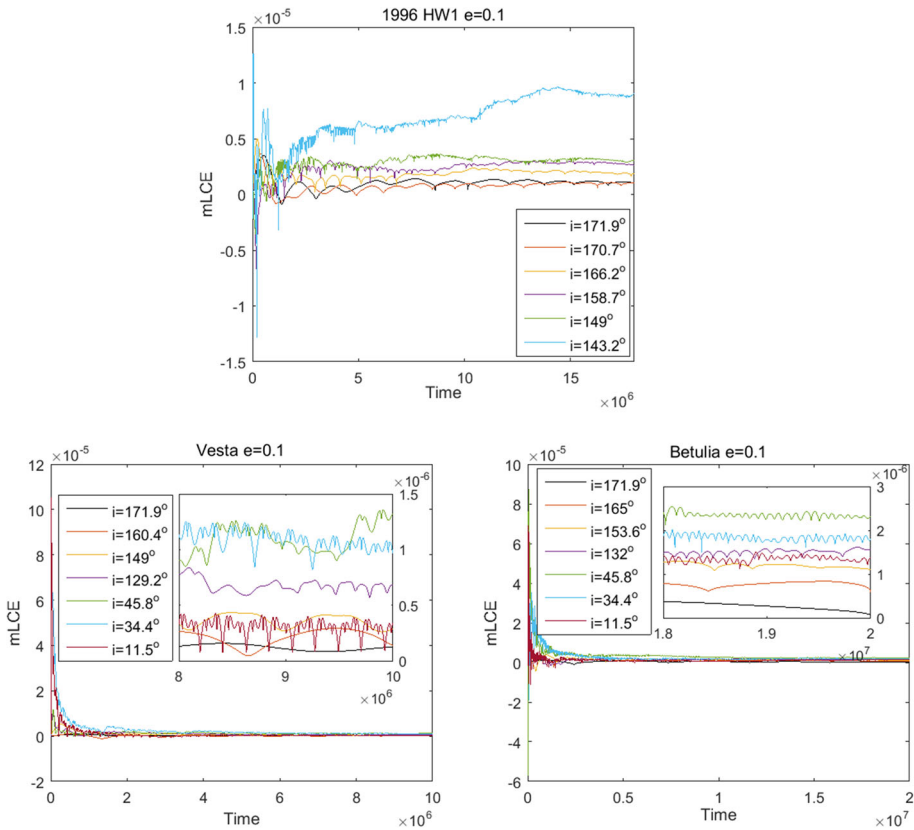 1996 HW1 e=0.1
×10⁻⁵
1.5
1
0.5
0
-0.5
-1
-1.5
mLCE
i=171.9°
i=170.7°
i=166.2°
i=158.7°
i=149°
i=143.2°
0 5 10 15
Time
×10⁶
Vesta e=0.1
×10⁻⁵
12
10
8
6
4
2
0
-2
mLCE
i=171.9°
i=160.4°
i=149°
i=129.2°
i=45.8°
i=34.4°
i=11.5°
×10⁻⁶
1.5
1
0.5
0
8 9 10
×10⁶
0 2 4 6 8 10
Time
×10⁶
Betulia e=0.1
×10⁻⁵
10
8
6
4
2
0
-2
-4
-6
mLCE
i=171.9°
i=165°
i=153.6°
i=132°
i=45.8°
i=34.4°
i=11.5°
×10⁻⁶
3
2
1
0
1.8 1.9 2
×10⁷
0 0.5 1 1.5 2
Time
×10⁷